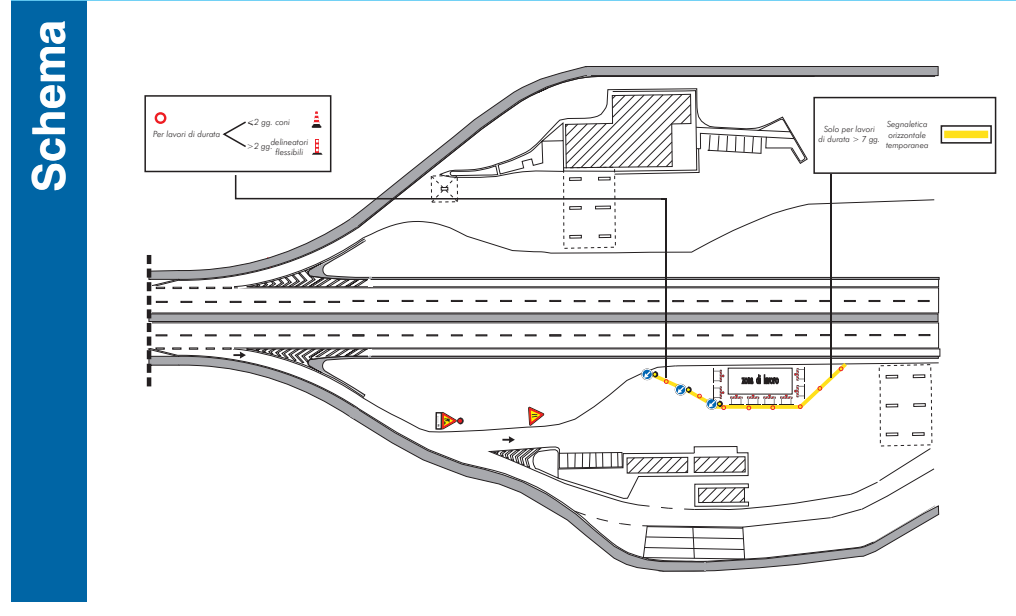 Schema
Per lavori di durata
<2 gg. coni
>2 gg. delineatori
flessibili
Solo per lavori
di durata > 7 gg.
Segnaletica
orizzontale
temporanea
zona di lavoro